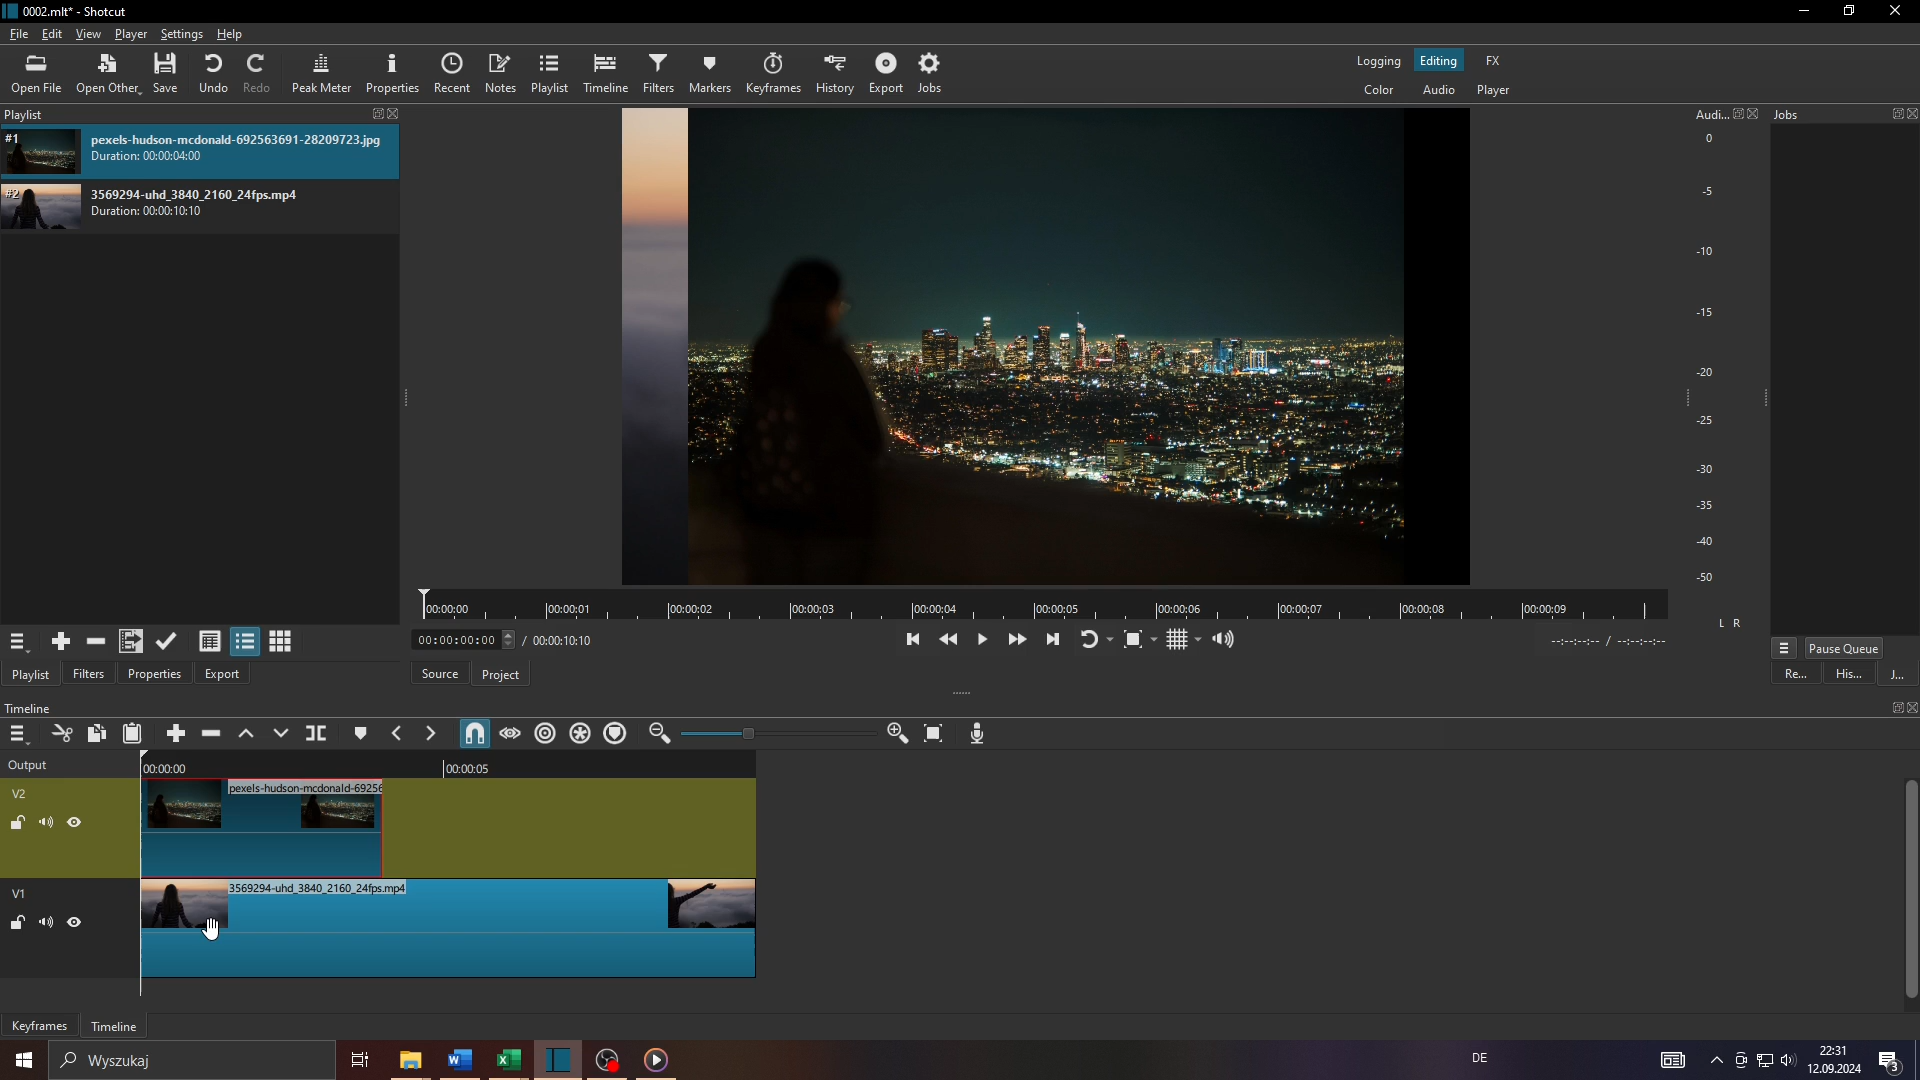 0002.mlt* - Shotcut
File Edit View Player Settings Help
Open File Open Other Save Undo Redo Peak Meter Properties Recent Notes Playlist Timeline Filters Markers Keyframes History Export Jobs
Logging Editing FX
Color Audio Player
Playlist
Audi...
Jobs
#1
pexels-hudson-mcdonald-692563691-28209723.jpg
Duration: 00:00:04:00
#2
3569294-uhd_3840_2160_24fps.mp4
Duration: 00:00:10:10
0
-5
-10
-15
-20
-25
-30
-35
-40
-50
L R
00:00:00 00:00:01 00:00:02 00:00:03 00:00:04 00:00:05 00:00:06 00:00:07 00:00:08 00:00:09
00:00:00:00 / 00:00:10:10
--:--:--:-- / --:--:--:--
Pause Queue
Playlist Filters Properties Export
Source Project
Re... His... J...
Timeline
Output
00:00:00 00:00:05
V2
pexels-hudson-mcdonald-69256
V1
3569294-uhd_3840_2160_24fps.mp4
Keyframes Timeline
Wyszukaj
DE
22:31
12.09.2024
3